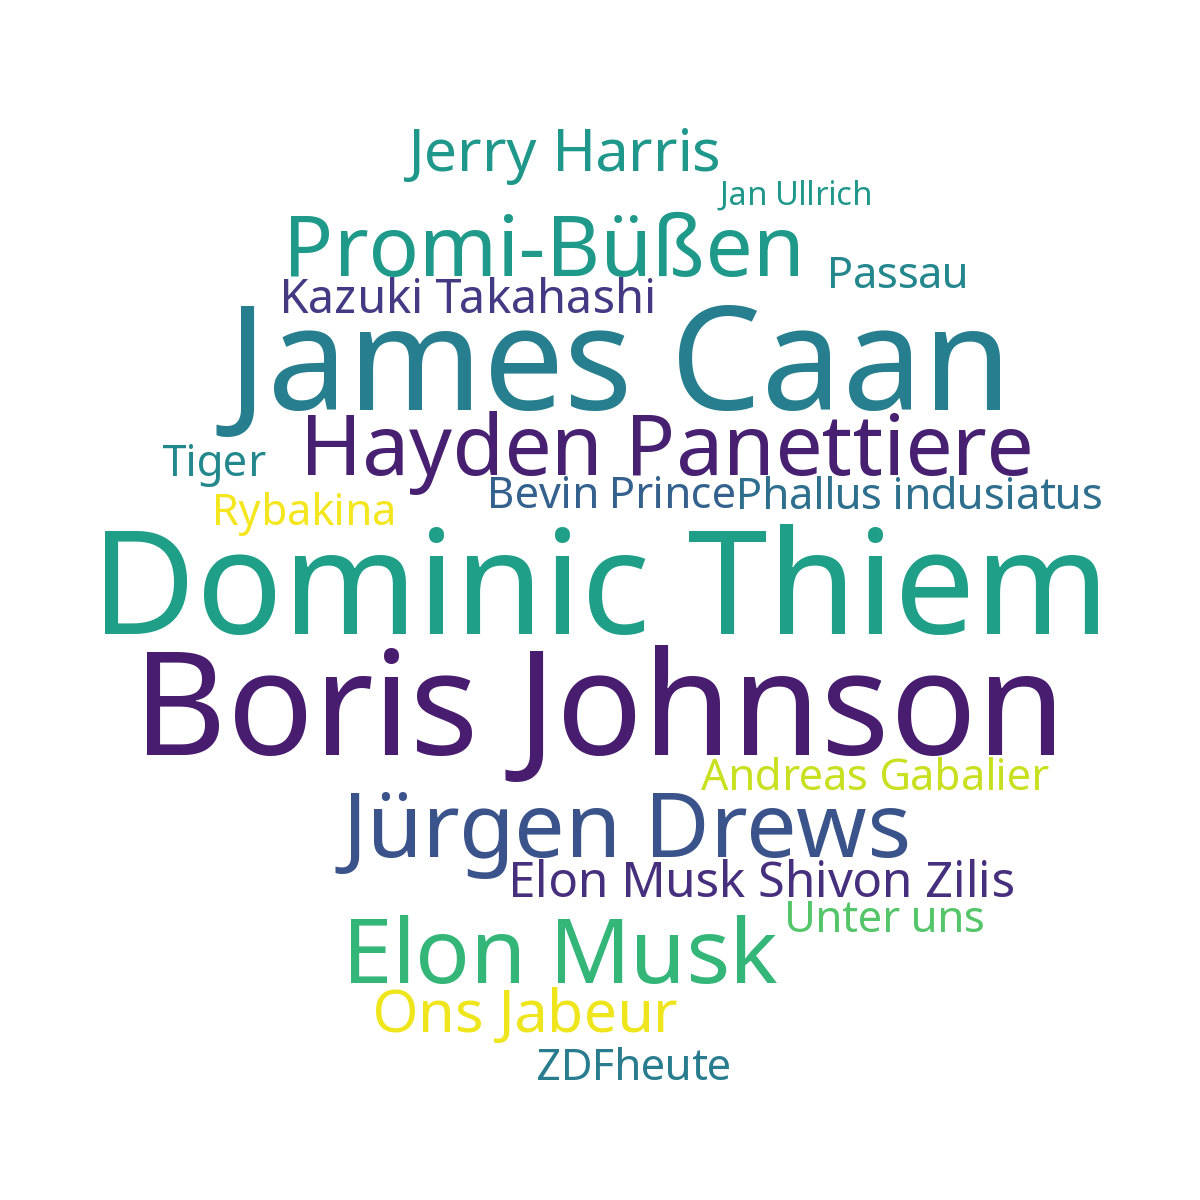 Jerry Harris
Jan Ullrich
Promi-Büßen
Passau
Kazuki Takahashi
James Caan
Hayden Panettiere
Tiger
Bevin Prince
Phallus indusiatus
Rybakina
Dominic Thiem
Boris Johnson
Andreas Gabalier
Jürgen Drews
Elon Musk Shivon Zilis
Unter uns
Elon Musk
Ons Jabeur
ZDFheute